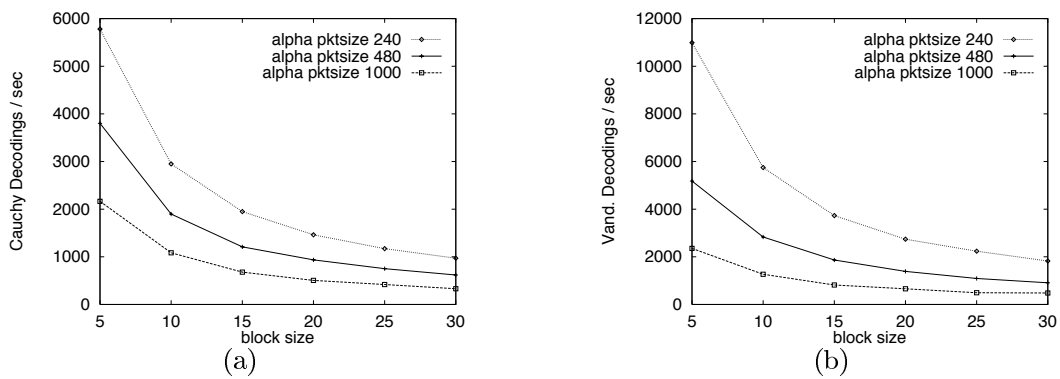 Cauchy Decodings / sec
6000
5000
4000
3000
2000
1000
0
alpha pktsize 240
alpha pktsize 480
alpha pktsize 1000
5 10 15 20 25 30
block size
(a)
Vand. Decodings / sec
12000
10000
8000
6000
4000
2000
0
alpha pktsize 240
alpha pktsize 480
alpha pktsize 1000
5 10 15 20 25 30
block size
(b)